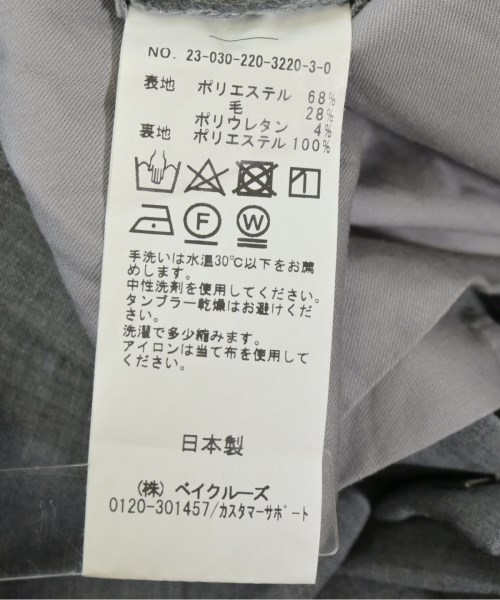 NO. 23-030-220-3220-3-0
表地 ポリエステル 68%
毛 28%
ポリウレタン 4%
裏地 ポリエステル 100%
F W
手洗いは水温30℃以下をお薦
めします。
中性洗剤を使用してください。
タンブラー乾燥はお避けくだ
さい。
洗濯で多少縮みます。
アイロンは当て布を使用して
ください。
日本製
(株) ベイクルーズ
0120-301457/カスタマーサポート